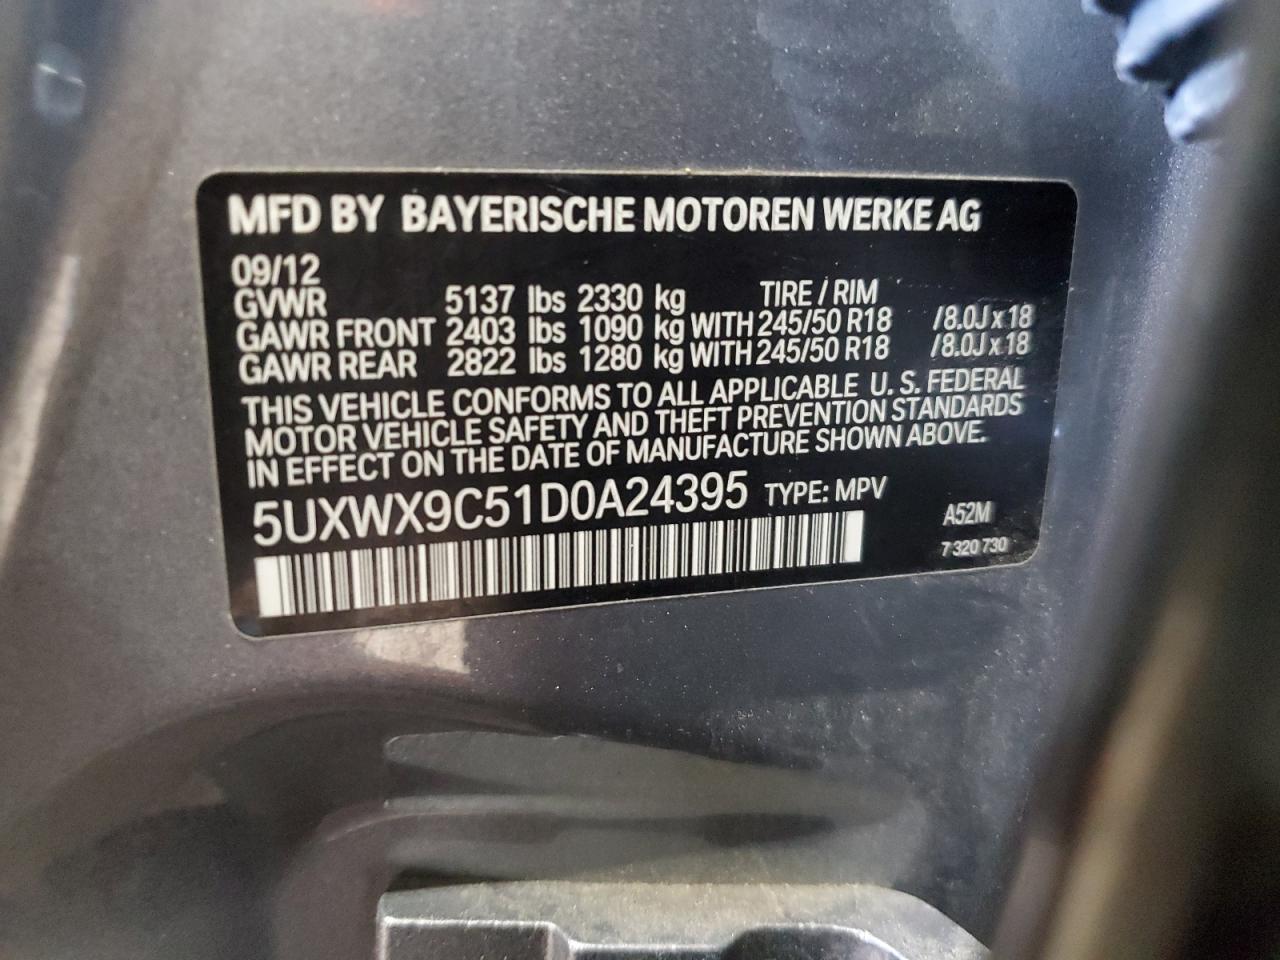 MFD BY BAYERISCHE MOTOREN WERKE AG
09/12
GVWR 5137 lbs 2330 kg TIRE / RIM
GAWR FRONT 2403 lbs 1090 kg WITH 245/50 R18 /8.0J x 18
GAWR REAR 2822 lbs 1280 kg WITH 245/50 R18 /8.0J x 18
THIS VEHICLE CONFORMS TO ALL APPLICABLE U. S. FEDERAL
MOTOR VEHICLE SAFETY AND THEFT PREVENTION STANDARDS
IN EFFECT ON THE DATE OF MANUFACTURE SHOWN ABOVE.
5UXWX9C51D0A24395 TYPE: MPV
A52M
7 320 730